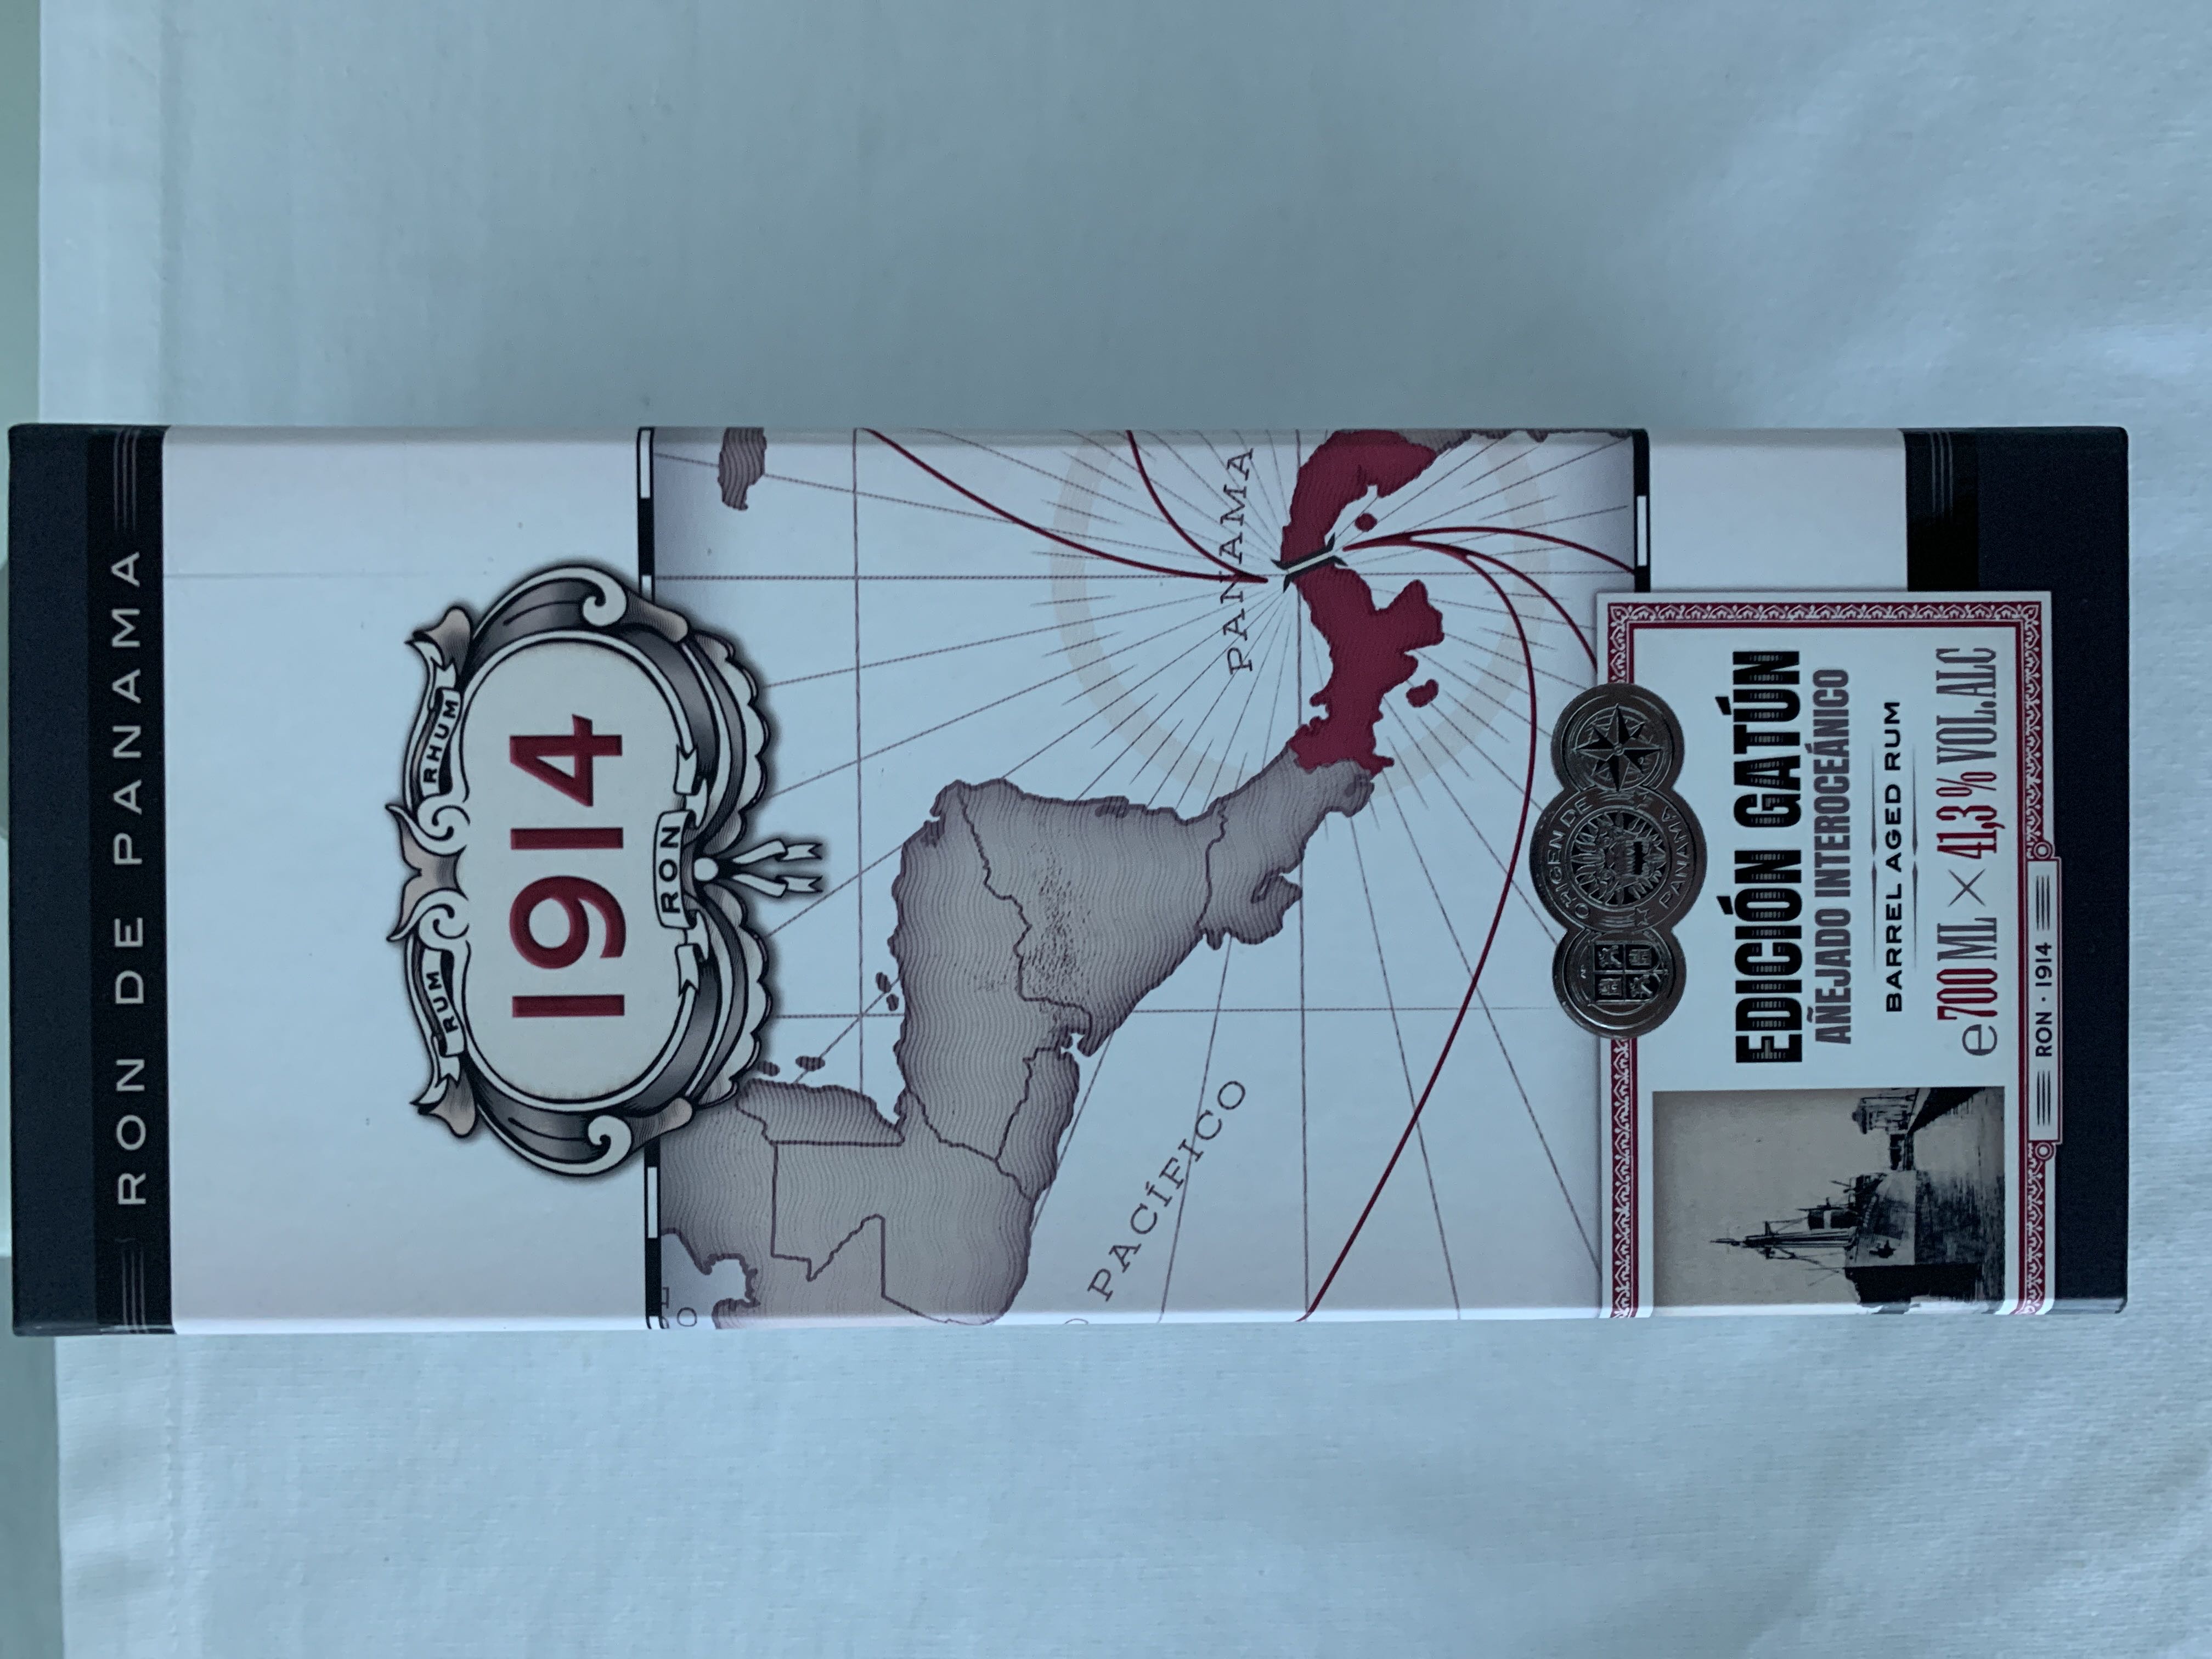 RON DE PANAMA
RUM
RHUM
1914
RON
PANAMA
PACÍFICO
ORIGEN DE
PANAMA
EDICIÓN GATÚN
AÑEJADO INTEROCEÁNICO
BARREL AGED RUM
e700 ML × 41,3 % VOL.ALC
RON · 1914